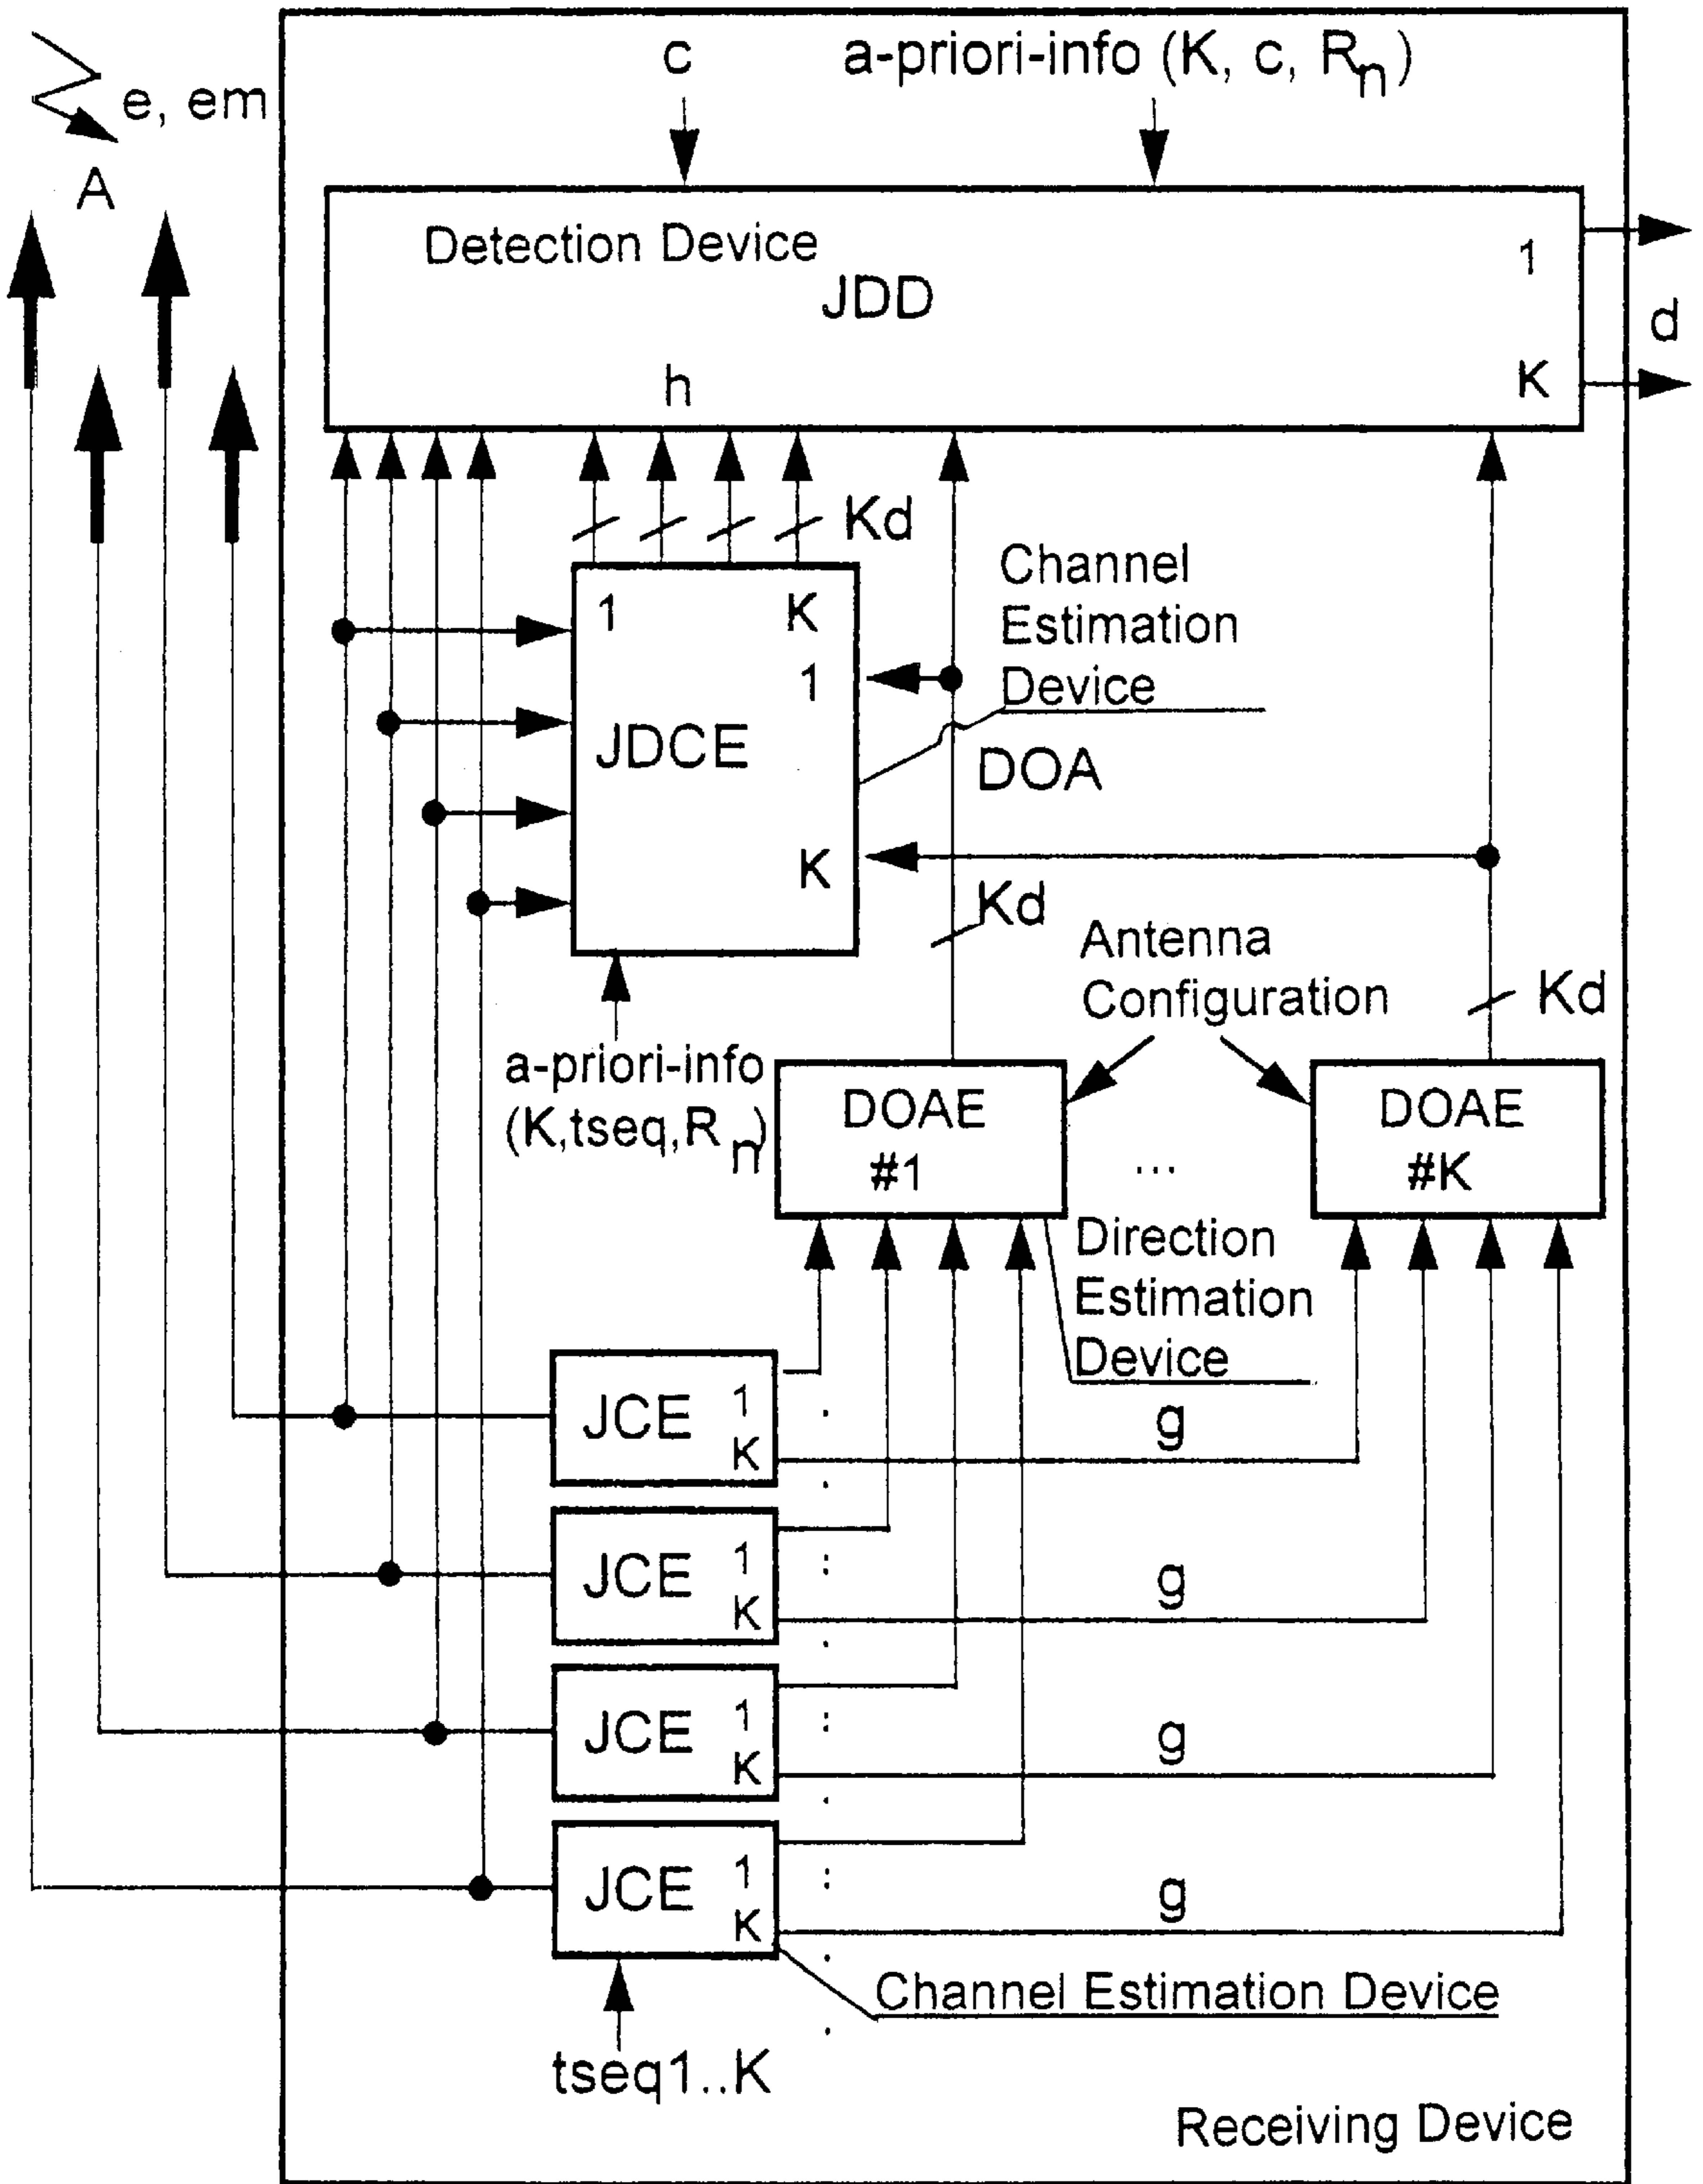 c
a-priori-info (K, c, Rn)
e, em
A
Detection Device
JDD
1
K
d
h
Kd
Channel
Estimation
Device
1
K
1
JDCE
K
DOA
Kd
Antenna
Configuration
Kd
a-priori-info
(K,tseq,Rn)
DOAE
#1
...
DOAE
#K
Direction
Estimation
Device
JCE
1
K
g
JCE
1
K
g
JCE
1
K
g
JCE
1
K
g
Channel Estimation Device
tseq1..K
Receiving Device